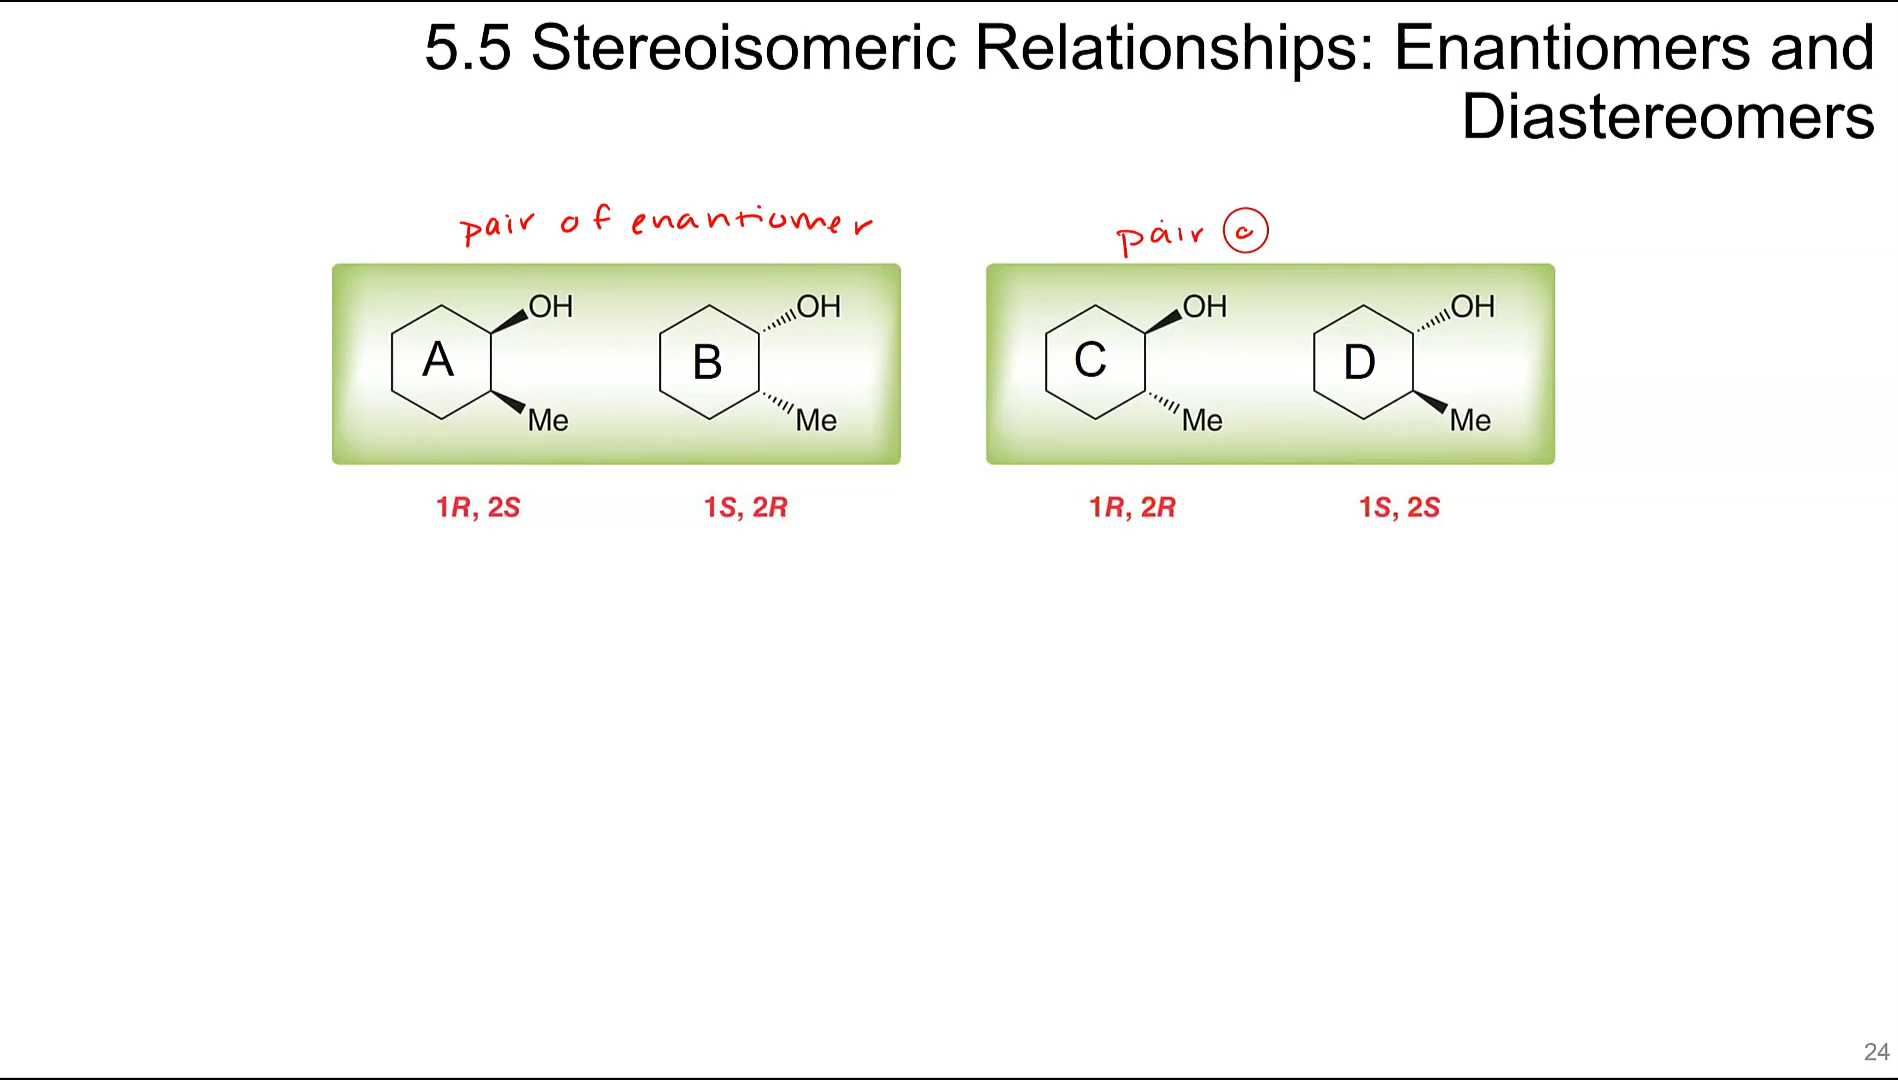 5.5 Stereoisomeric Relationships: Enantiomers and
Diastereomers
pair of enantiomer
pair o
OH
A
Me
OH
B
Me
OH
C
Me
OH
D
Me
1R, 2S
1S, 2R
1R, 2R
1S, 2S
24